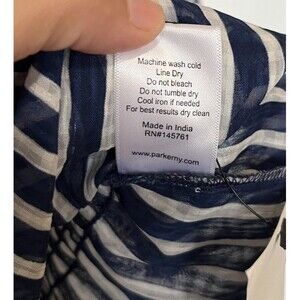 Machine wash cold
Line Dry
Do not bleach
Do not tumble dry
Cool iron if needed
For best results dry clean
Made in India
RN#145761
www.parkerny.com